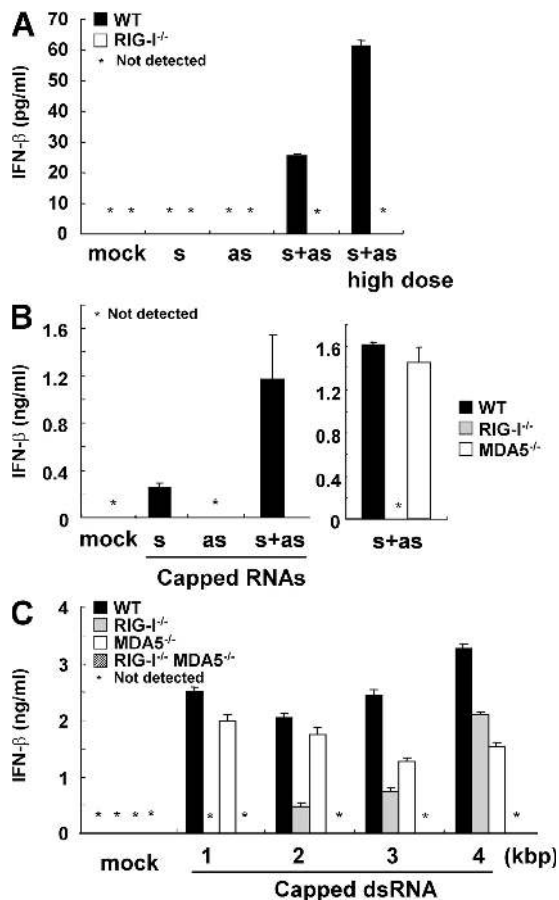 A
WT
RIG-I-/-
* Not detected
IFN-β (pg/ml)
70
60
50
40
30
20
10
0
* * * * * * * *
mock s as s+as s+as
high dose
B
* Not detected
IFN-β (ng/ml)
1.6
1.2
0.8
0.4
0
* *
mock s as s+as
Capped RNAs
1.6
1.2
0.8
0.4
0
*
s+as
WT
RIG-I-/-
MDA5-/-
C
WT
RIG-I-/-
MDA5-/-
RIG-I-/- MDA5-/-
* Not detected
IFN-β (ng/ml)
4
3
2
1
0
* * * * * * * * *
mock 1 2 3 4 (kbp)
Capped dsRNA